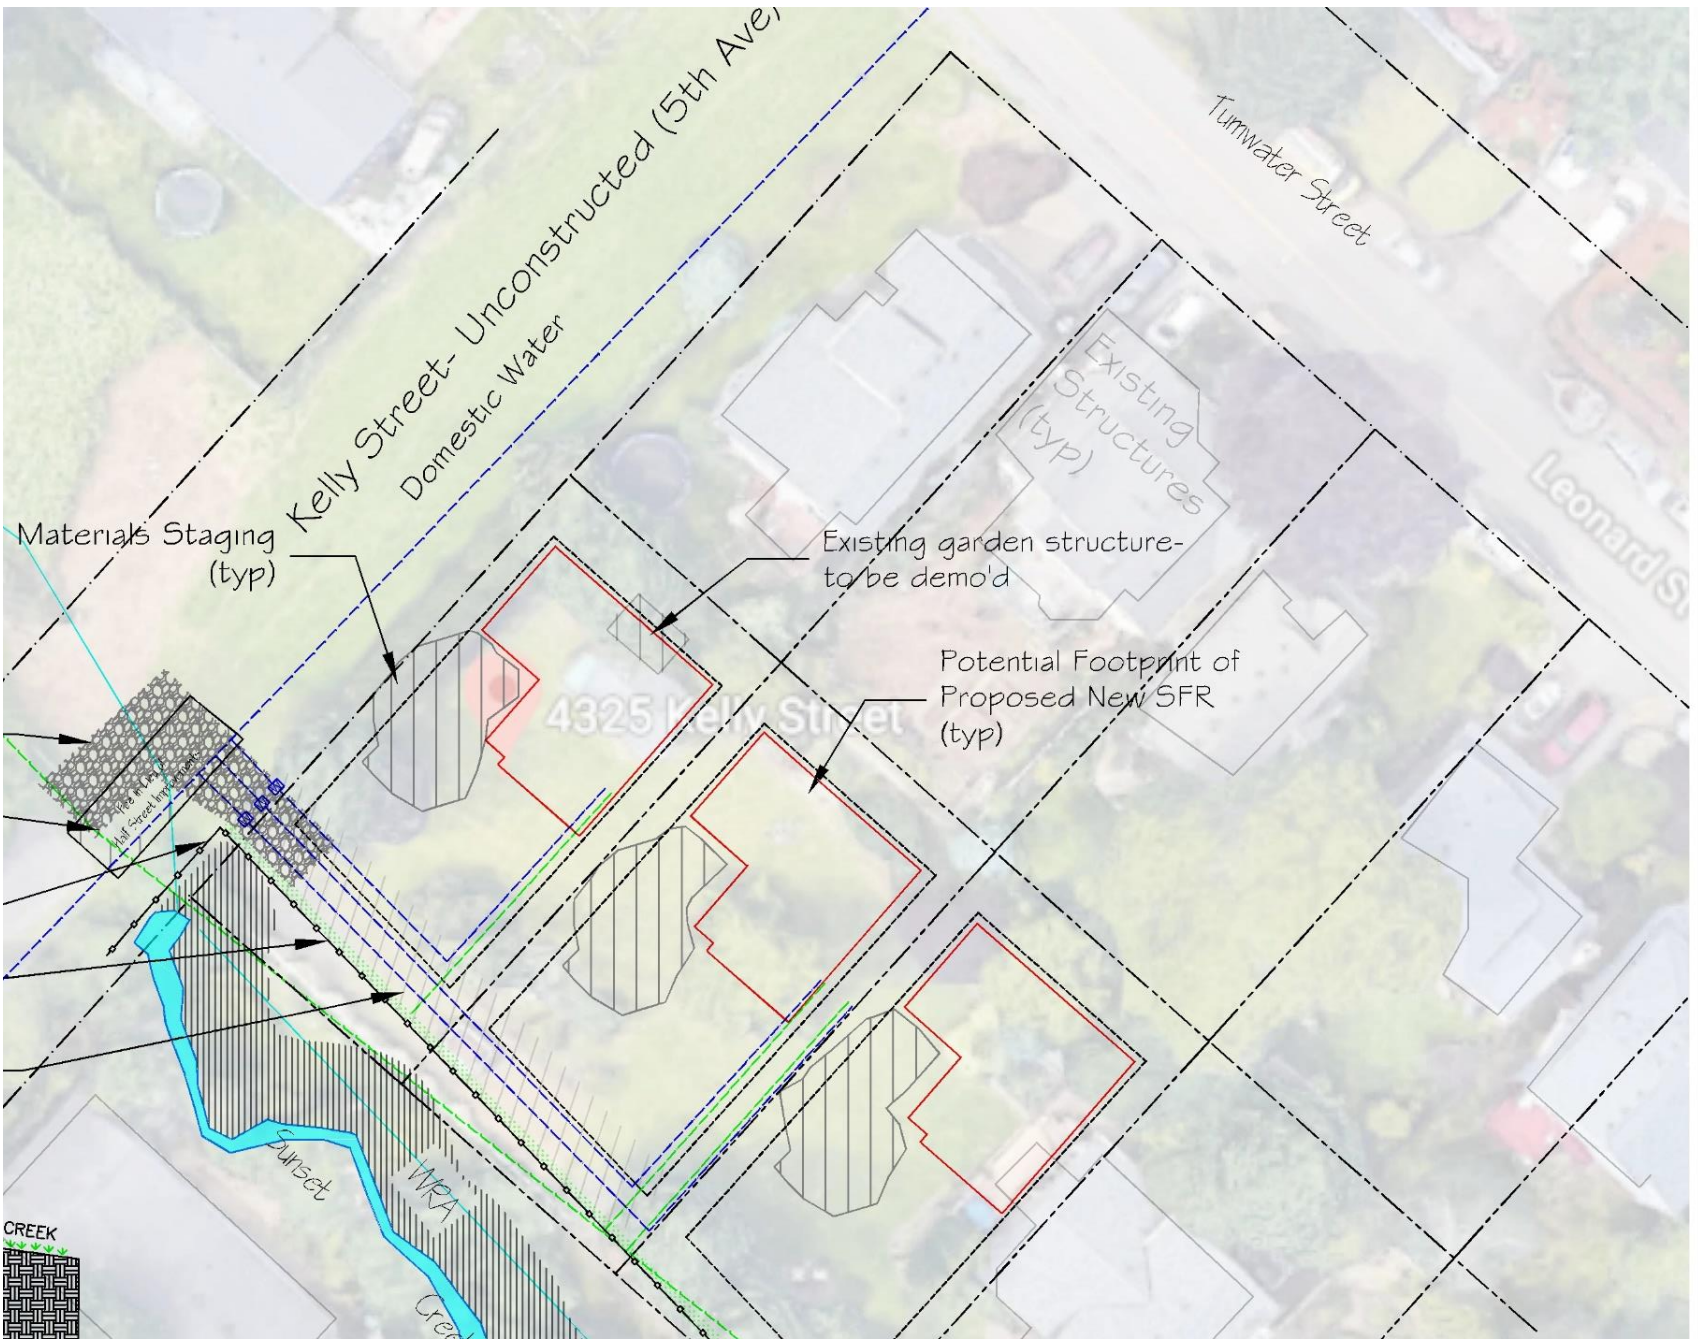 Kelly Street- Unconstructed (5th Ave)
Domestic Water
Tumwater Street
Existing
Structures
(typ)
Leonard St
Materials Staging
(typ)
Existing garden structure-
to be demo'd
Potential Footprint of
Proposed New SFR
(typ)
4325 Kelly Street
Half Street Improvements
Sunset
WRA
Creek
CREEK